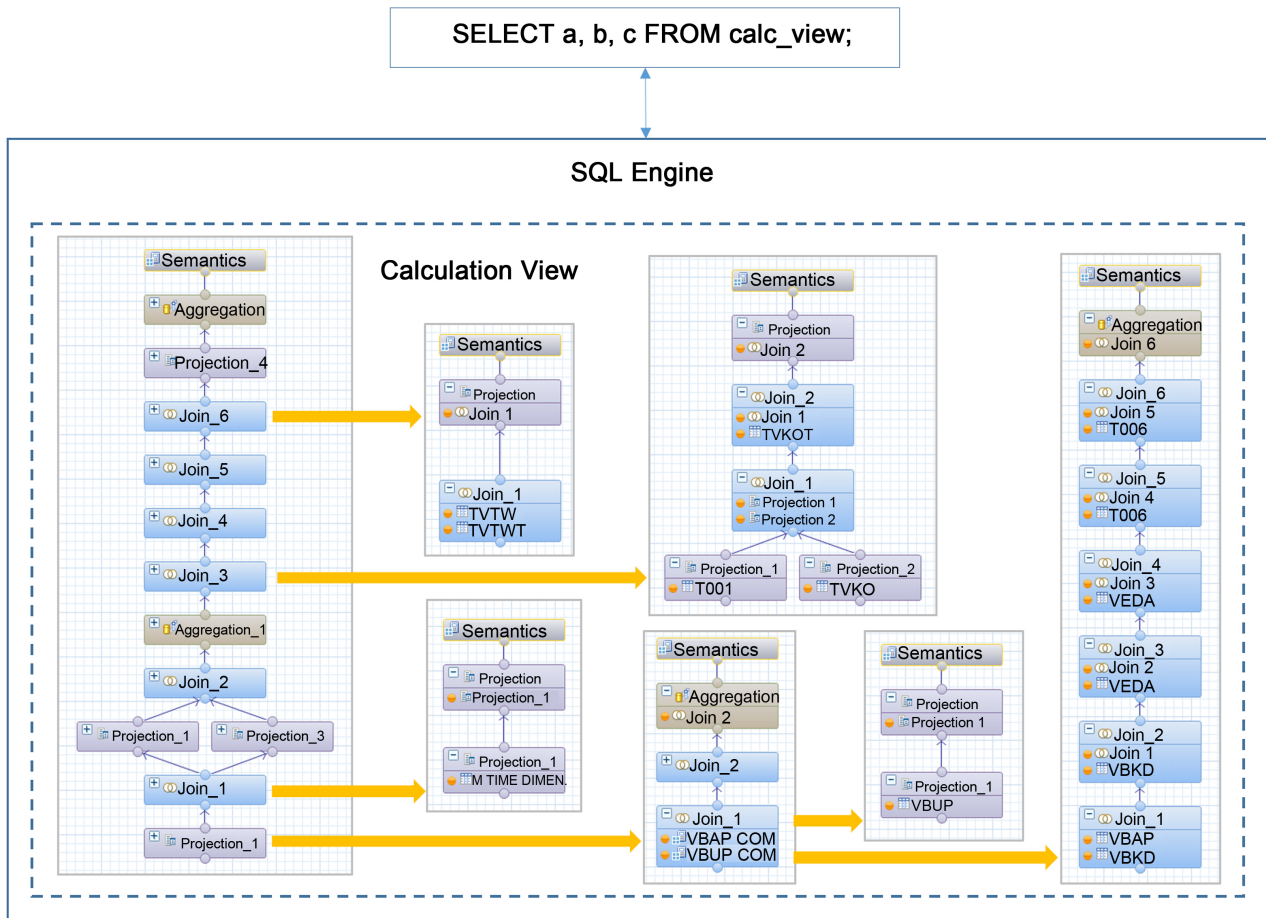 SELECT a, b, c FROM calc_view;
SQL Engine
Calculation View
Semantics
Aggregation
Projection_4
Join_6
Join_5
Join_4
Join_3
Aggregation_1
Join_2
Projection_1
Projection_3
Join_1
Projection_1
Semantics
Projection
Join 1
Join_1
TVTW
TVTWT
Semantics
Projection
Join 2
Join_2
Join 1
TVKOT
Join_1
Projection 1
Projection 2
Projection_1
T001
Projection_2
TVKO
Semantics
Projection
Projection_1
Projection_1
M TIME DIMEN.
Semantics
Aggregation
Join 2
Join_2
Join_1
VBAP COM
VBUP COM
Semantics
Projection
Projection 1
Projection_1
VBUP
Semantics
Aggregation
Join 6
Join_6
Join 5
T006
Join_5
Join 4
T006
Join_4
Join 3
VEDA
Join_3
Join 2
VEDA
Join_2
Join 1
VBKD
Join_1
VBAP
VBKD